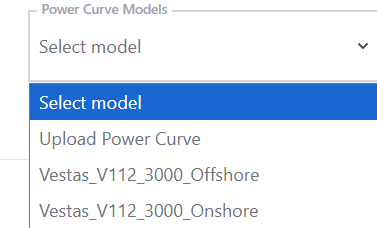 Power Curve Models
Select model
Select model
Upload Power Curve
Vestas_V112_3000_Offshore
Vestas_V112_3000_Onshore